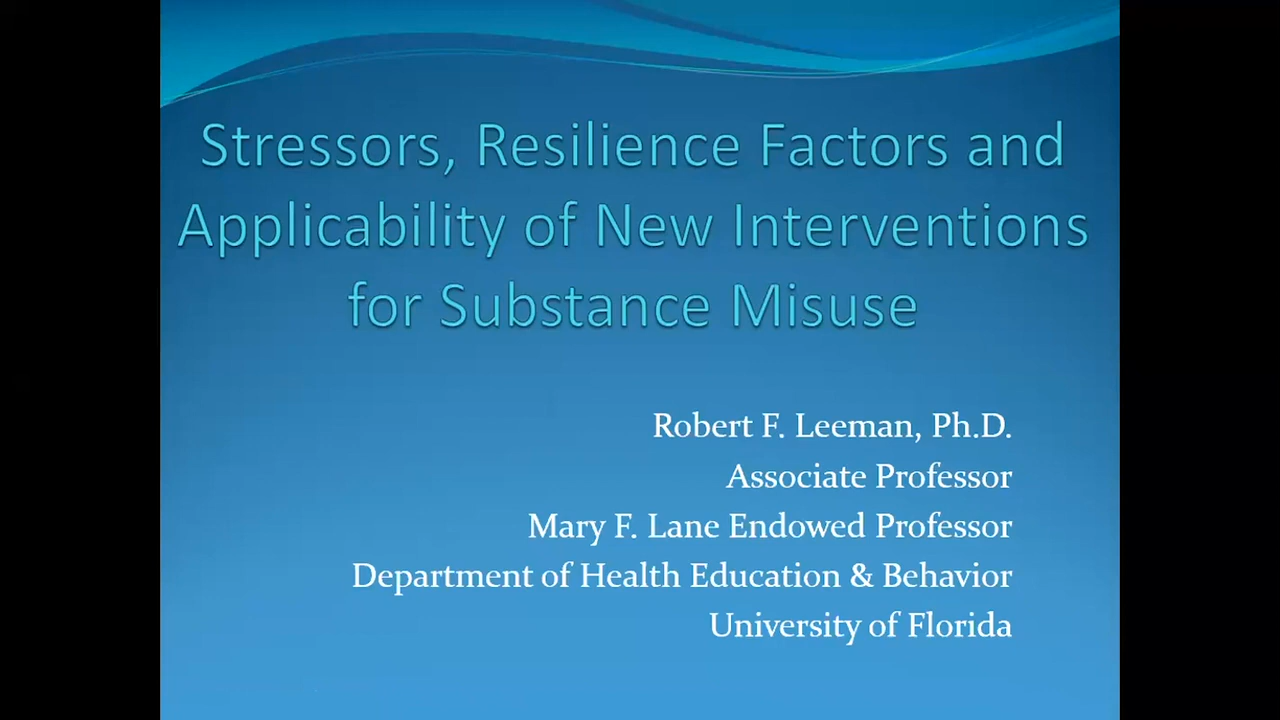 Stressors, Resilience Factors and
Applicability of New Interventions
for Substance Misuse
Robert F. Leeman, Ph.D.
Associate Professor
Mary F. Lane Endowed Professor
Department of Health Education & Behavior
University of Florida